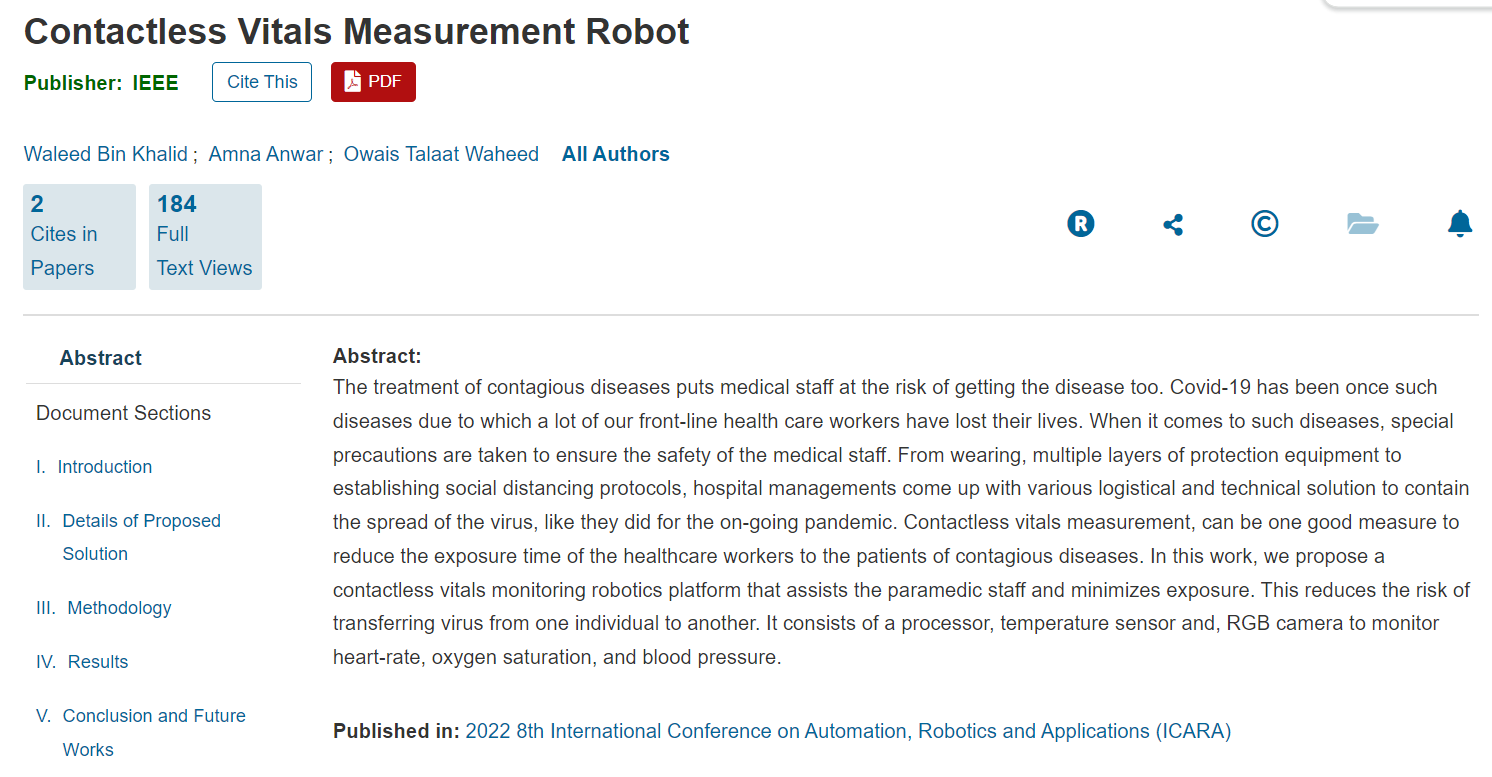 Contactless Vitals Measurement Robot
Publisher: IEEE
Cite This
PDF
Waleed Bin Khalid ; Amna Anwar ; Owais Talaat Waheed All Authors
2
Cites in
Papers
184
Full
Text Views
R
C
Abstract
Document Sections
I. Introduction
II. Details of Proposed
Solution
III. Methodology
IV. Results
V. Conclusion and Future
Works
Abstract:
The treatment of contagious diseases puts medical staff at the risk of getting the disease too. Covid-19 has been once such
diseases due to which a lot of our front-line health care workers have lost their lives. When it comes to such diseases, special
precautions are taken to ensure the safety of the medical staff. From wearing, multiple layers of protection equipment to
establishing social distancing protocols, hospital managements come up with various logistical and technical solution to contain
the spread of the virus, like they did for the on-going pandemic. Contactless vitals measurement, can be one good measure to
reduce the exposure time of the healthcare workers to the patients of contagious diseases. In this work, we propose a
contactless vitals monitoring robotics platform that assists the paramedic staff and minimizes exposure. This reduces the risk of
transferring virus from one individual to another. It consists of a processor, temperature sensor and, RGB camera to monitor
heart-rate, oxygen saturation, and blood pressure.
Published in: 2022 8th International Conference on Automation, Robotics and Applications (ICARA)